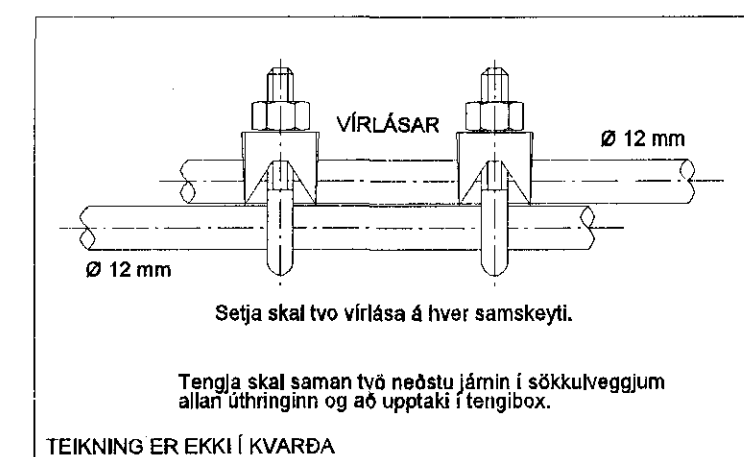 VÍRLÁSAR
Ø 12 mm
Ø 12 mm
Setja skal tvo vírlása á hver samskeyti.
Tengja skal saman tvö neðstu járnin í sökkulveggjum
allan úthringinn og að upptaki í tengibox.
TEIKNING ER EKKI Í KVARÐA